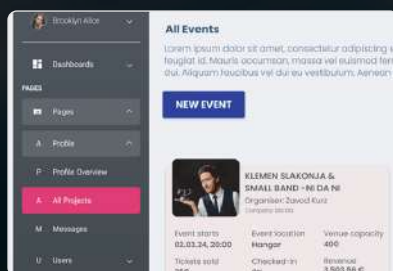 Brooklyn Alice
Dashboards
PAGES
Pages
A Profile
P Profile Overview
A All Projects
M Messages
U Users
All Events
Lorem ipsum dolor sit amet, consectetur adipiscing
feugiat id. Mauris accumsan, massa vel euismod
dui. Aliquam faucibus vel dui eu vestibulum. Aenean
NEW EVENT
KLEMEN SLAKONJA &
SMALL BAND -NI DA NI
Organiser: Zavod Kurz
Event starts
02.03.24, 20:00
Event location
Hangar
Venue capacity
400
Tickets sold
Checked-in
Revenue